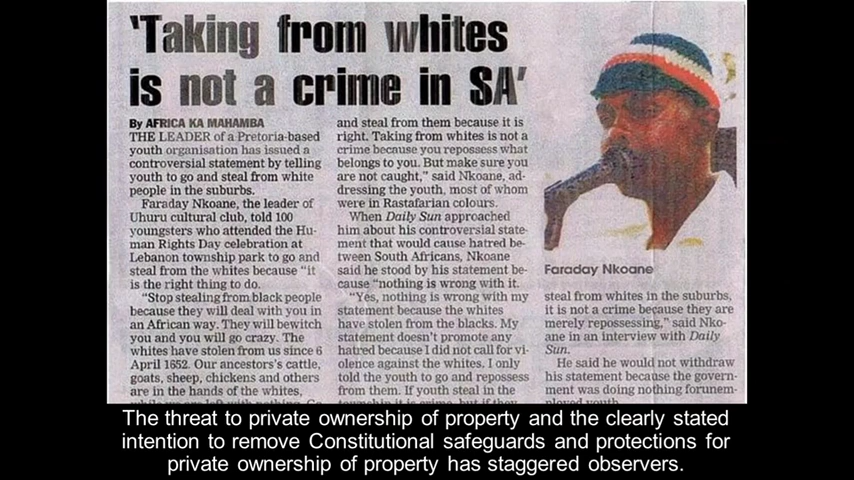 'Taking from whites
is not a crime in SA'
By AFRICA KA MAHAMBA
THE LEADER of a Pretoria-based
youth organisation has issued a
controversial statement by telling
youth to go and steal from white
people in the suburbs.
Faraday Nkoane, the leader of
Uhuru cultural club, told 100
youngsters who attended the Hu-
man Rights Day celebration at
Lebanon township park to go and
steal from the whites because "it
is the right thing to do.
"Stop stealing from black people
because they will deal with you in
an African way. They will bewitch
you and you will go crazy. The
whites have stolen from us since 6
April 1652. Our ancestor's cattle,
goats, sheep, chickens and others
are in the hands of the whites,
and steal from them because it is
right. Taking from whites is not a
crime because you repossess what
belongs to you. But make sure you
are not caught," said Nkoane, ad-
dressing the youth, most of whom
were in Rastafarian colours.
When Daily Sun approached
him about his controversial state-
ment that would cause hatred be-
tween South Africans, Nkoane
said he stood by his statement be-
cause "nothing is wrong with it.
"Yes, nothing is wrong with my
statement because the whites
have stolen from the blacks. My
statement doesn't promote any
hatred because I did not call for vi-
olence against the whites. I only
told the youth to go and repossess
from them. If youth steal in the
Faraday Nkoane
steal from whites in the suburbs,
it is not a crime because they are
merely repossessing," said Nko-
ane in an interview with Daily
Sun.
He said he would not withdraw
his statement because the govern-
ment was doing nothing for unem-
The threat to private ownership of property and the clearly stated
intention to remove Constitutional safeguards and protections for
private ownership of property has staggered observers.